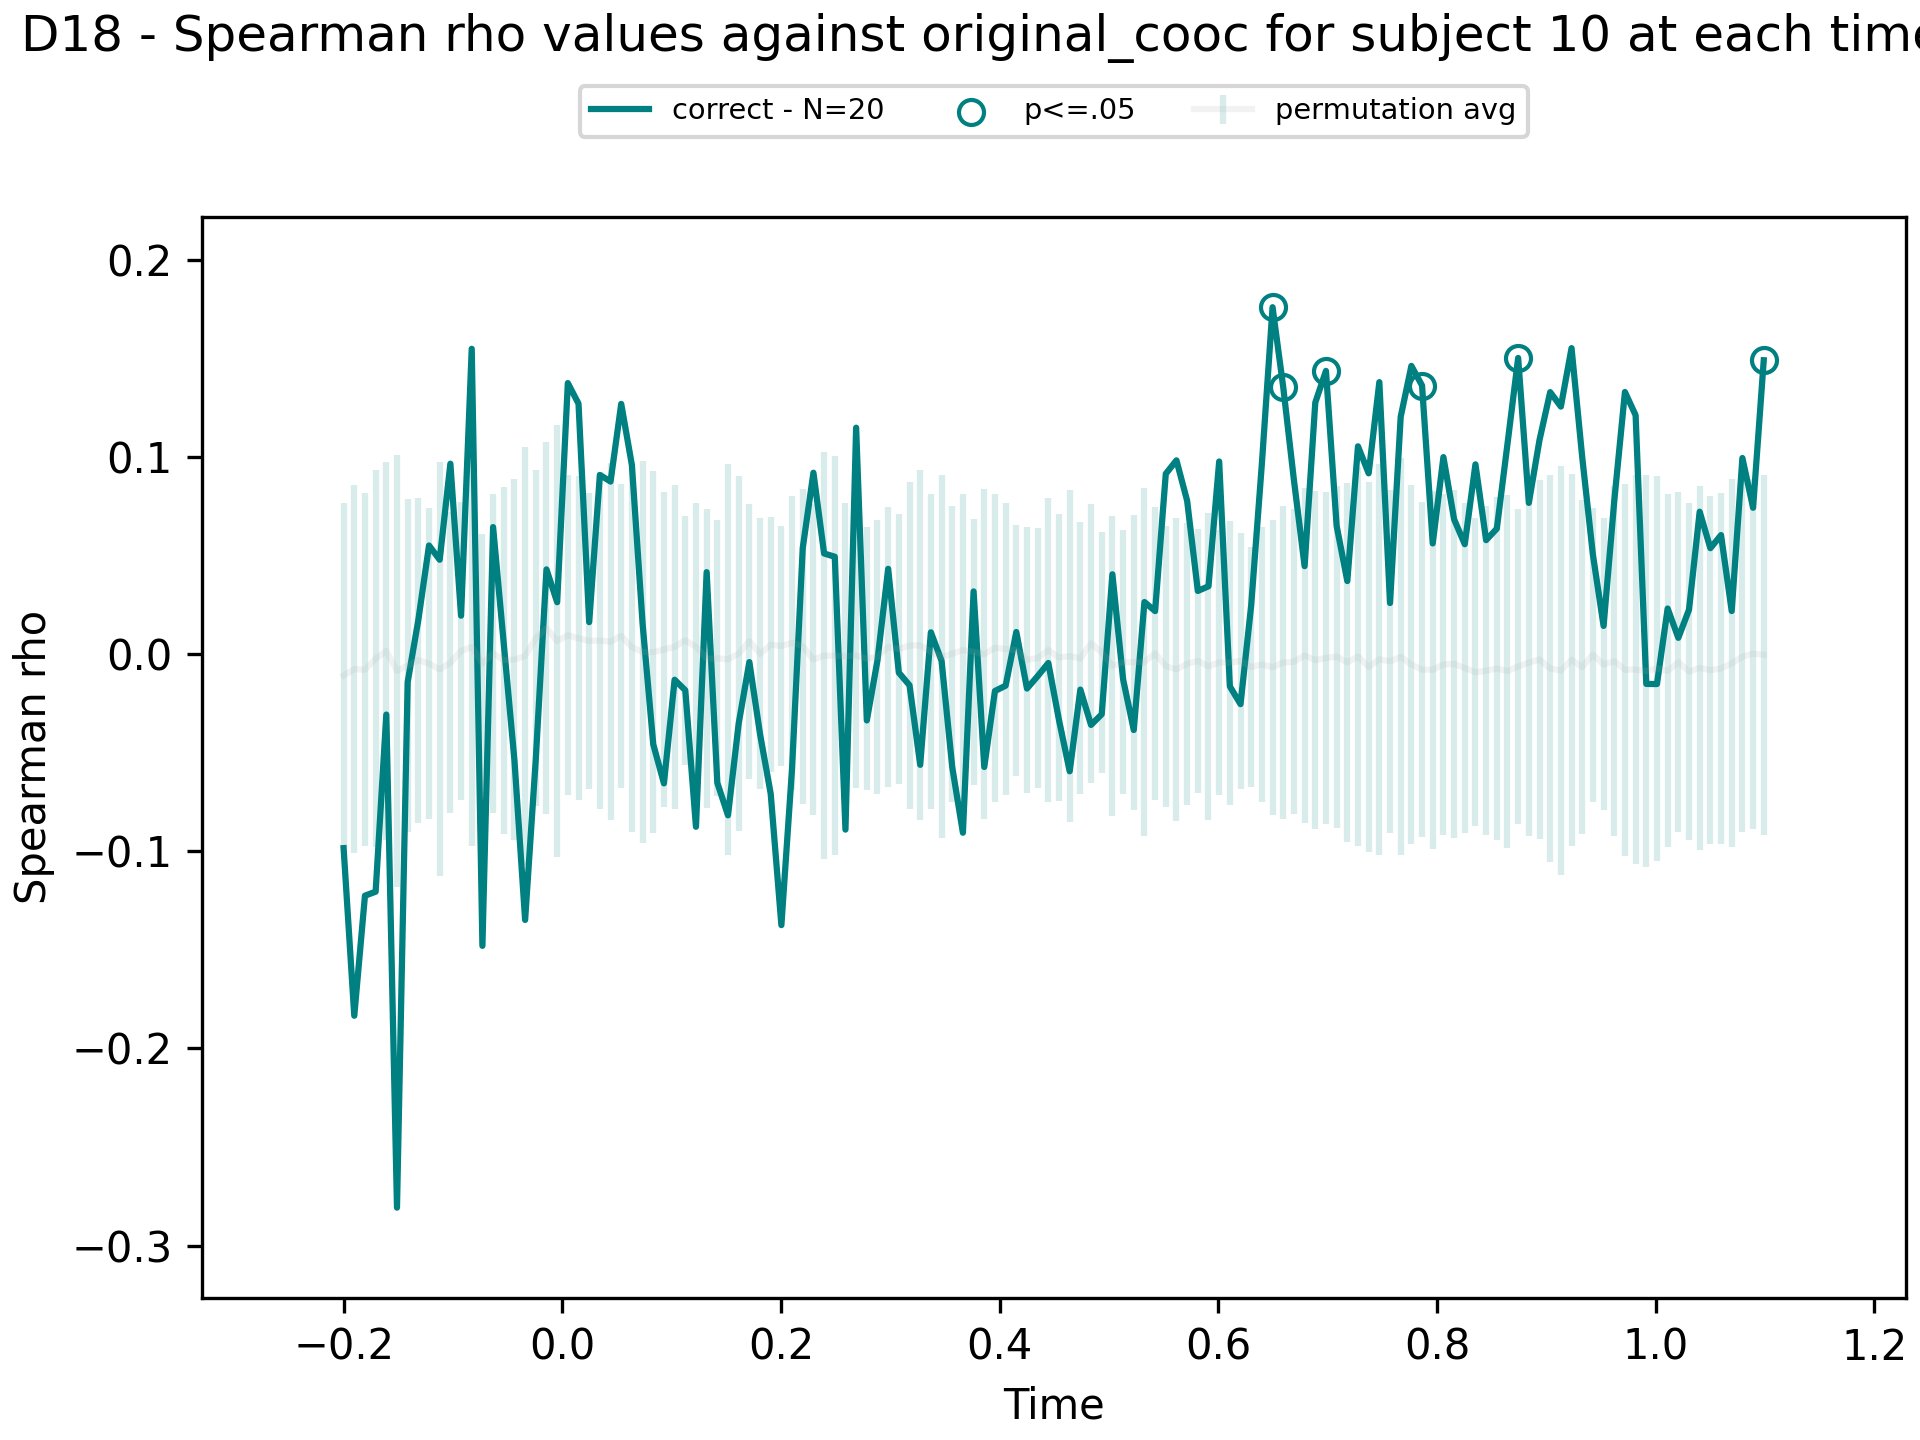 D18 - Spearman rho values against original_cooc for subject 10 at each time
correct - N=20 p<=.05 permutation avg
0.2
0.1
0.0
−0.1
−0.2
−0.3
Spearman rho
−0.2 0.0 0.2 0.4 0.6 0.8 1.0 1.2
Time